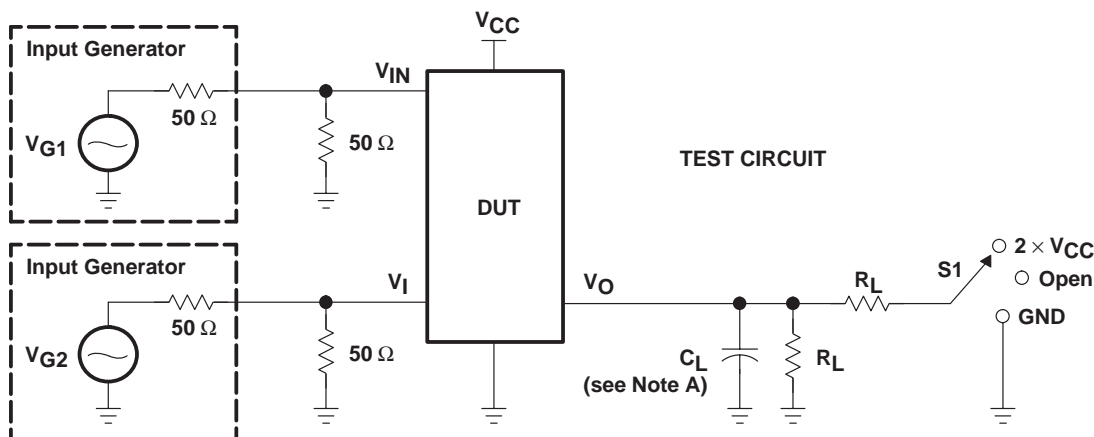 Input Generator
50 Ω
VG1
VIN
50 Ω
VCC
DUT
TEST CIRCUIT
Input Generator
50 Ω
VG2
VI
50 Ω
VO
CL
(see Note A)
RL
RL
S1
2 × VCC
Open
GND